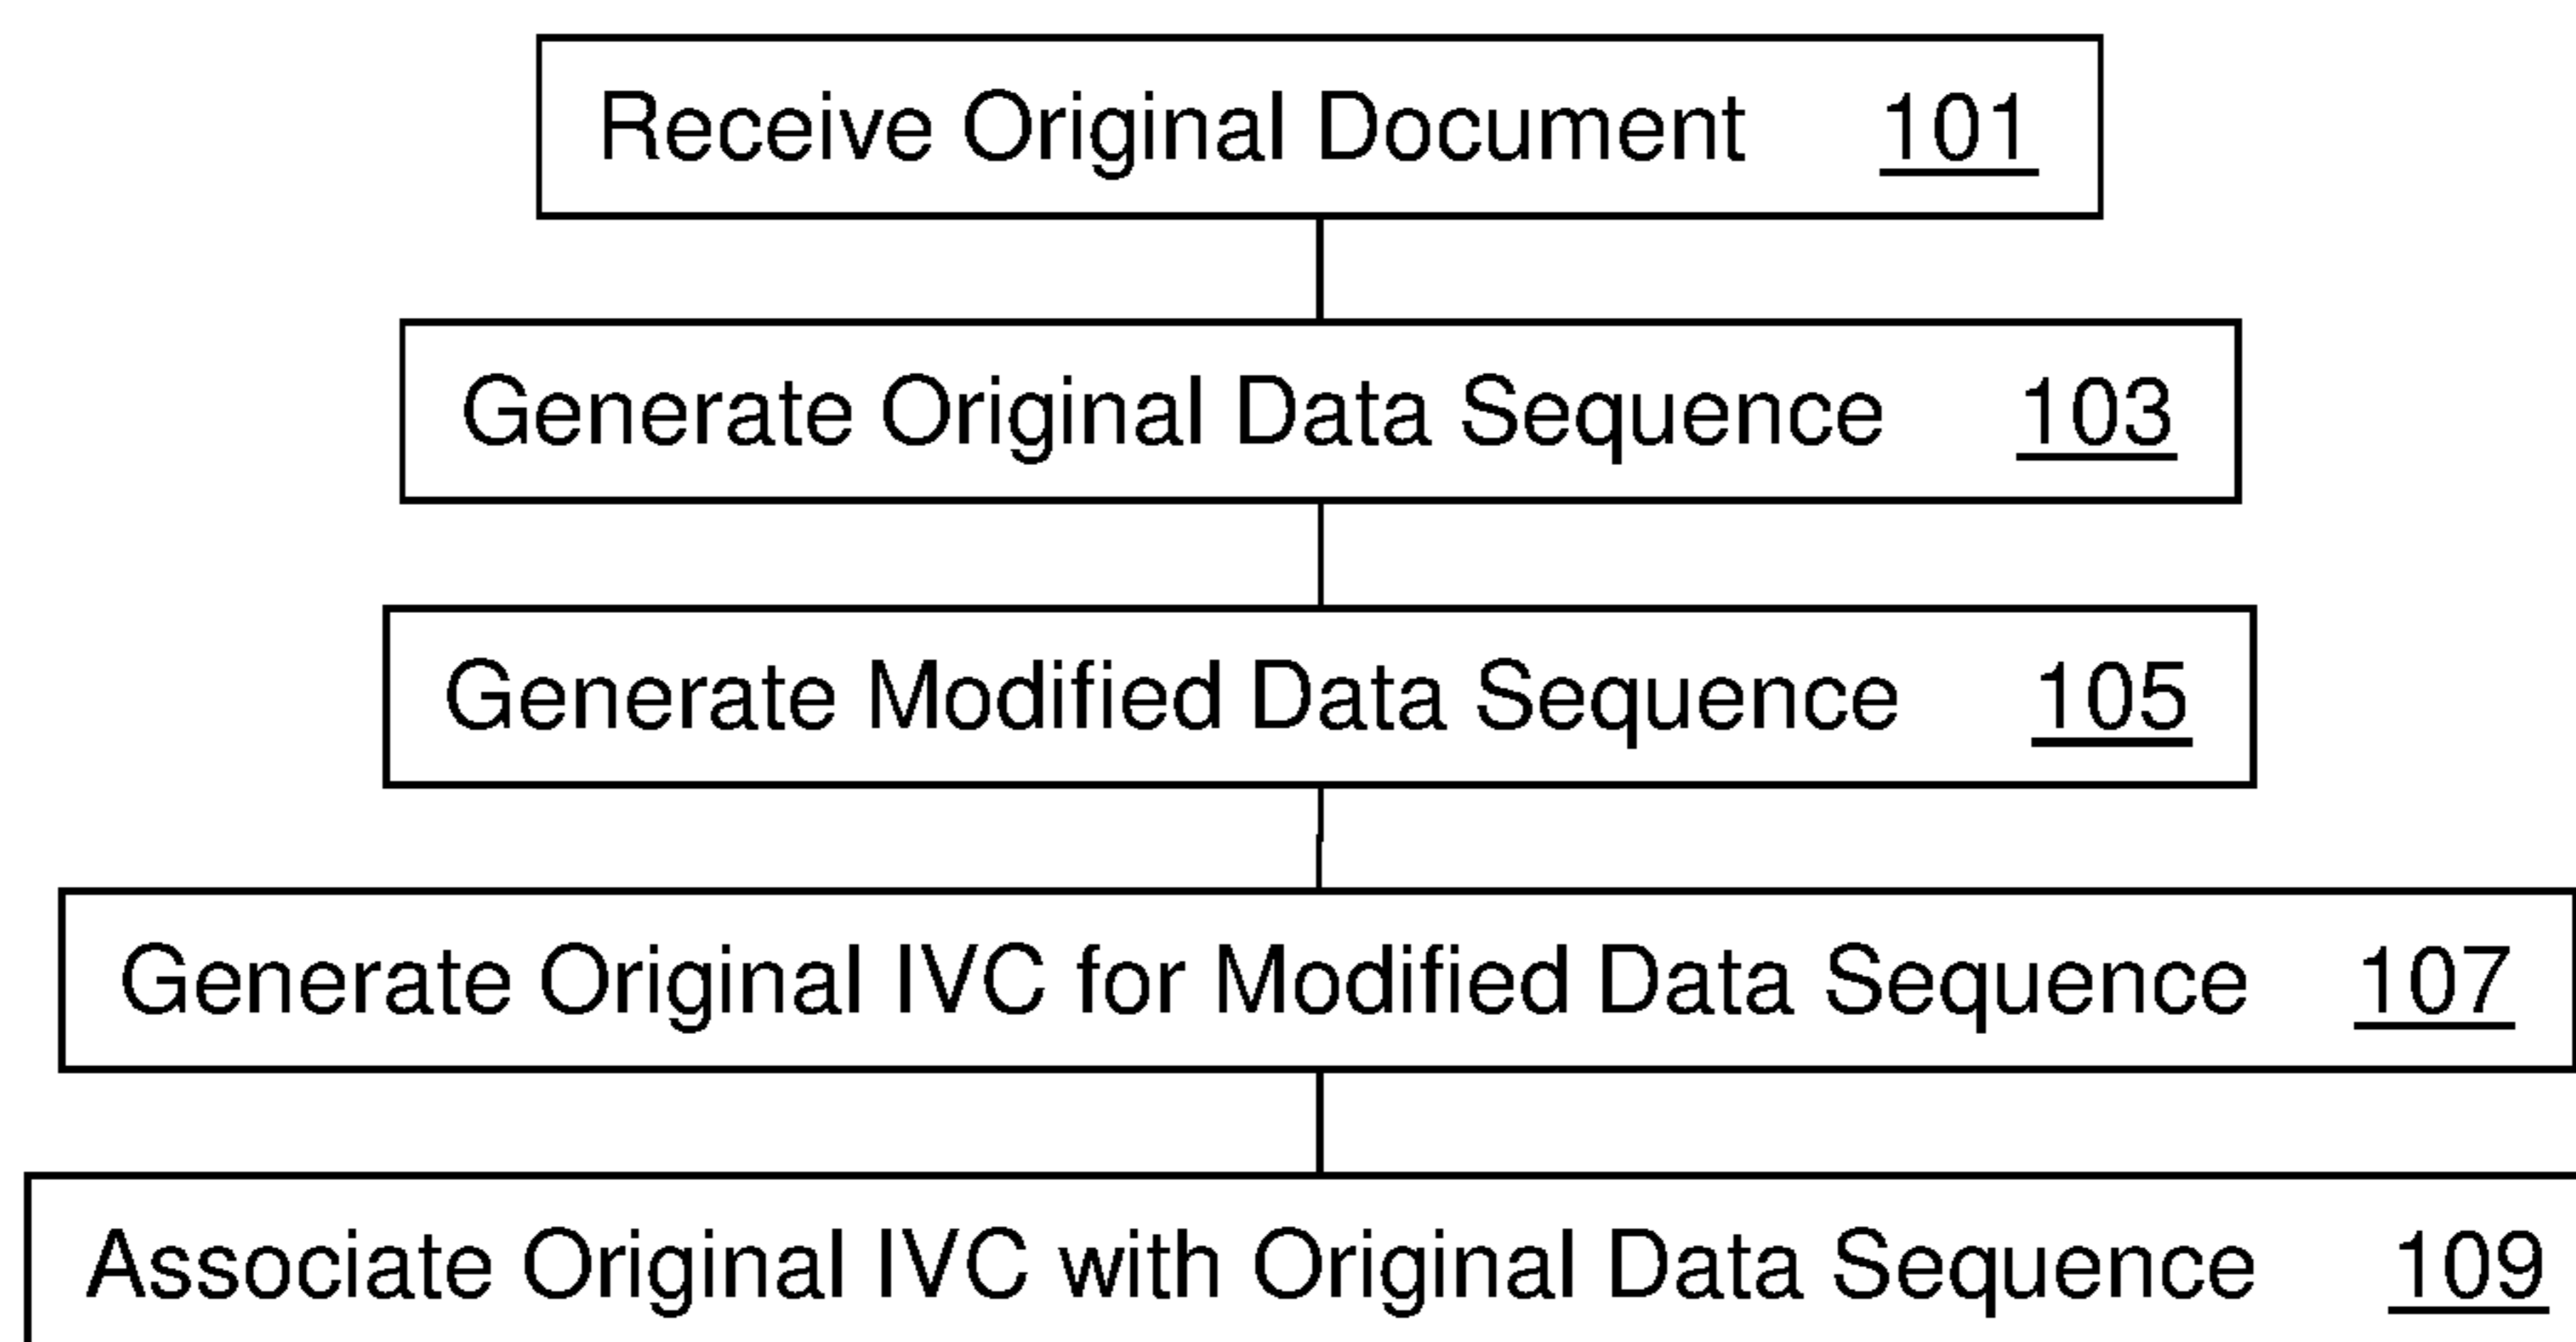 Receive Original Document 101
Generate Original Data Sequence 103
Generate Modified Data Sequence 105
Generate Original IVC for Modified Data Sequence 107
Associate Original IVC with Original Data Sequence 109